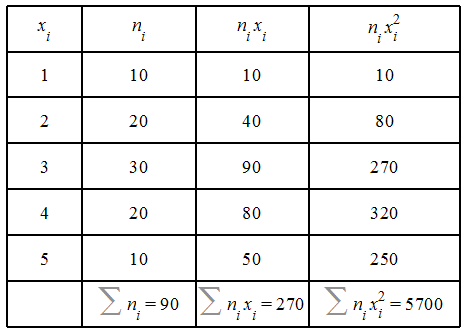 x_i n_i n_i x_i n_i x_i^2
1 10 10 10
2 20 40 80
3 30 90 270
4 20 80 320
5 10 50 250
∑ n_i = 90 ∑ n_i x_i = 270 ∑ n_i x_i^2 = 5700